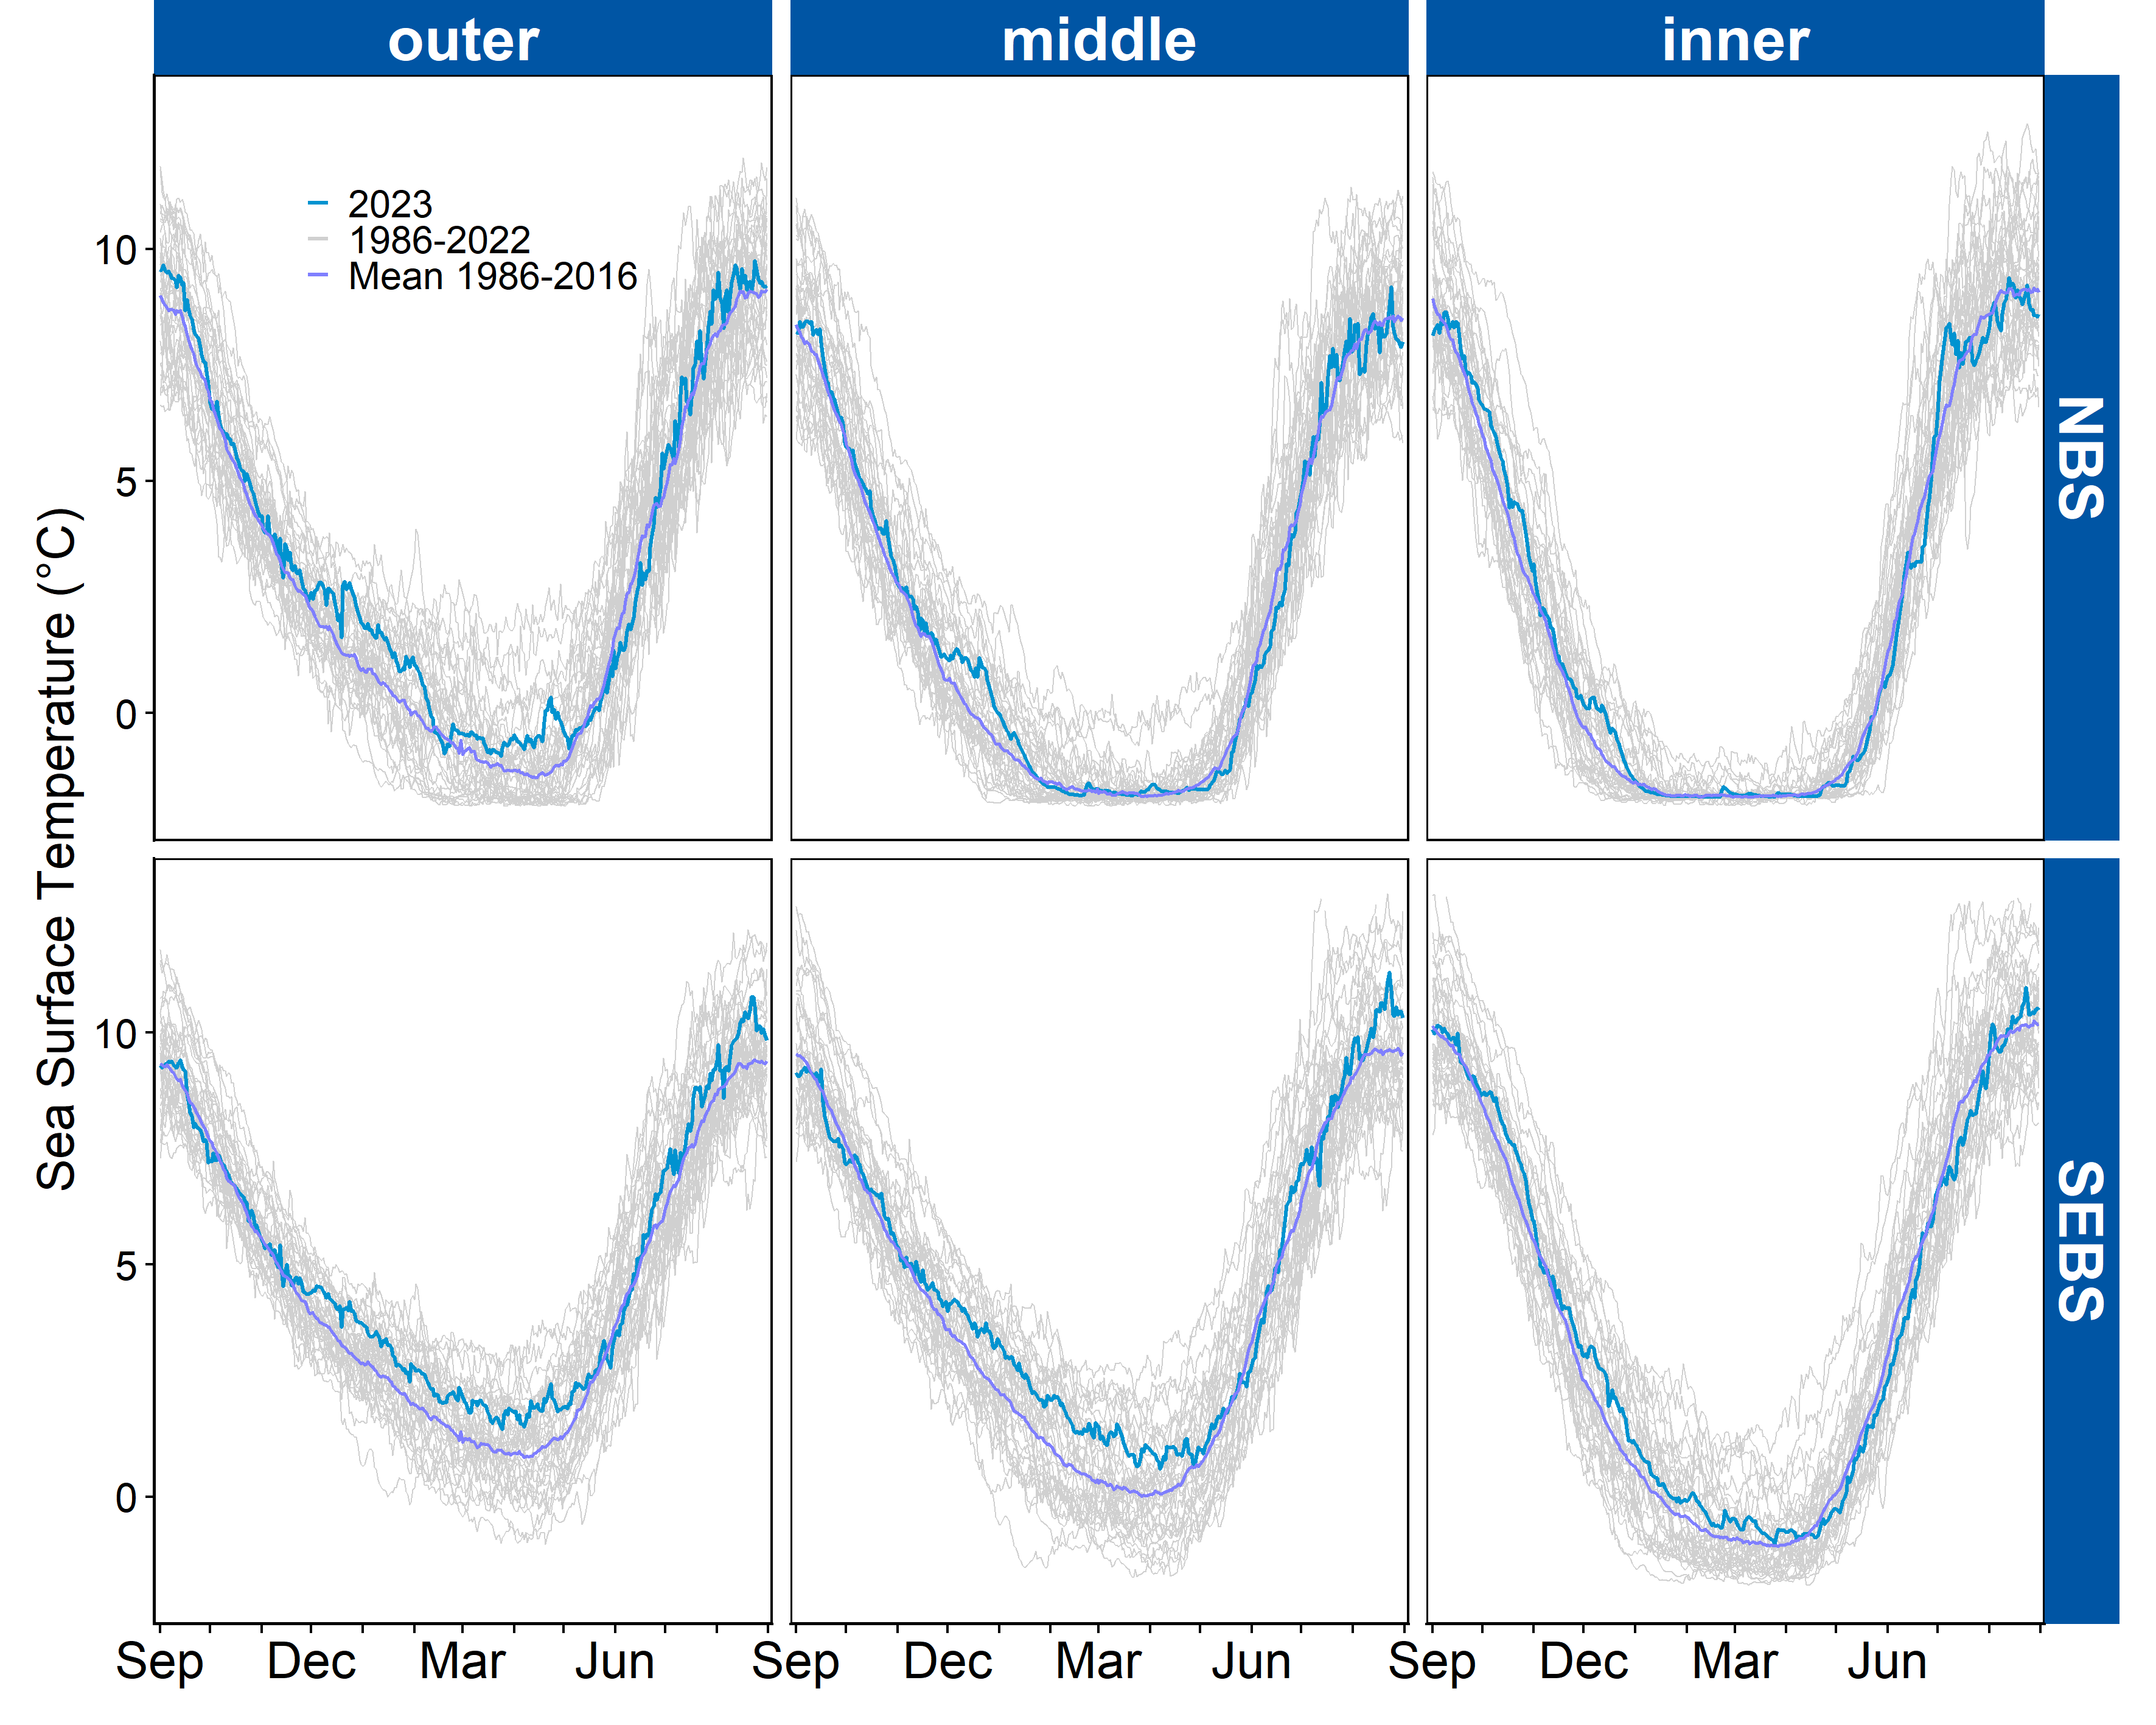 outer middle inner
2023
1986-2022
Mean 1986-2016
10
5
0
NBS
Sea Surface Temperature (°C)
10
5
0
SEBS
Sep Dec Mar Jun Sep Dec Mar Jun Sep Dec Mar Jun